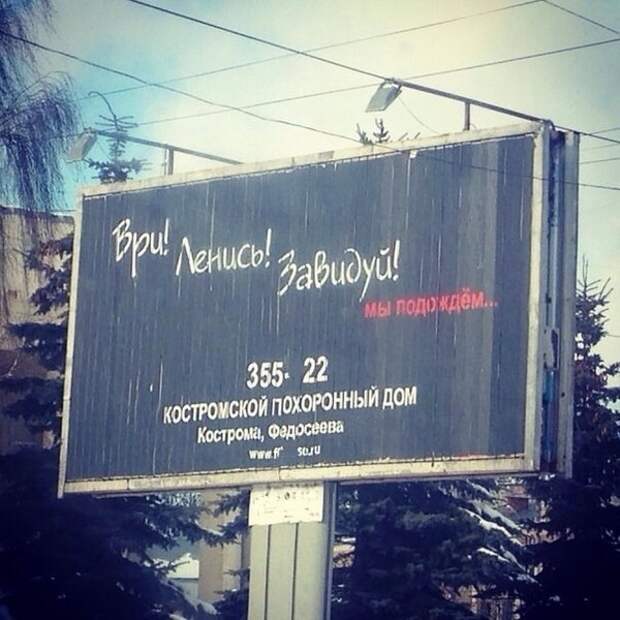 Ври! Ленись! Завидуй!
мы подождём...
355- 22
КОСТРОМСКОЙ ПОХОРОННЫЙ ДОМ
Кострома, Федосеева